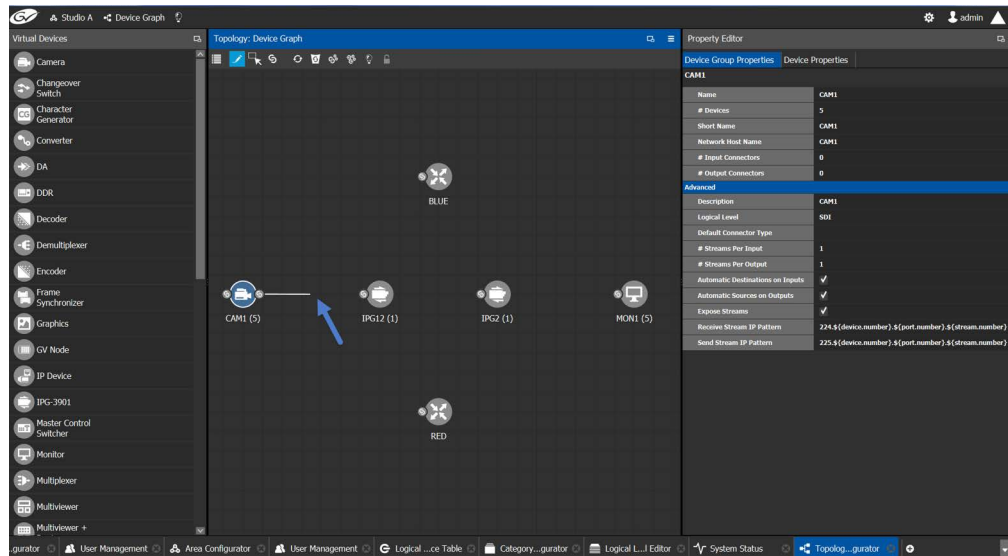 GV Studio A Device Graph admin
Virtual Devices
Camera
Changeover
Switch
CG Character
Generator
Converter
DA
DDR
Decoder
Demultiplexer
Encoder
Frame
Synchronizer
Graphics
GV Node
IP Device
IPG-3901
Master Control
Switcher
Monitor
Multiplexer
Multiviewer
Multiviewer +
Topology: Device Graph
BLUE
CAM1 (5) IPG12 (1) IPG2 (1) MON1 (5)
RED
Property Editor
Device Group Properties Device Properties
CAM1
Name CAM1
# Devices 5
Short Name CAM1
Network Host Name CAM1
# Input Connectors 0
# Output Connectors 0
Advanced
Description CAM1
Logical Level SDI
Default Connector Type
# Streams Per Input 1
# Streams Per Output 1
Automatic Destinations on Inputs
Automatic Sources on Outputs
Expose Streams
Receive Stream IP Pattern 224.${device.number}.${port.number}.${stream.number}
Send Stream IP Pattern 225.${device.number}.${port.number}.${stream.number}
.gurator User Management Area Configurator User Management Logical ...ce Table Category...gurator Logical L...l Editor System Status Topolog...gurator